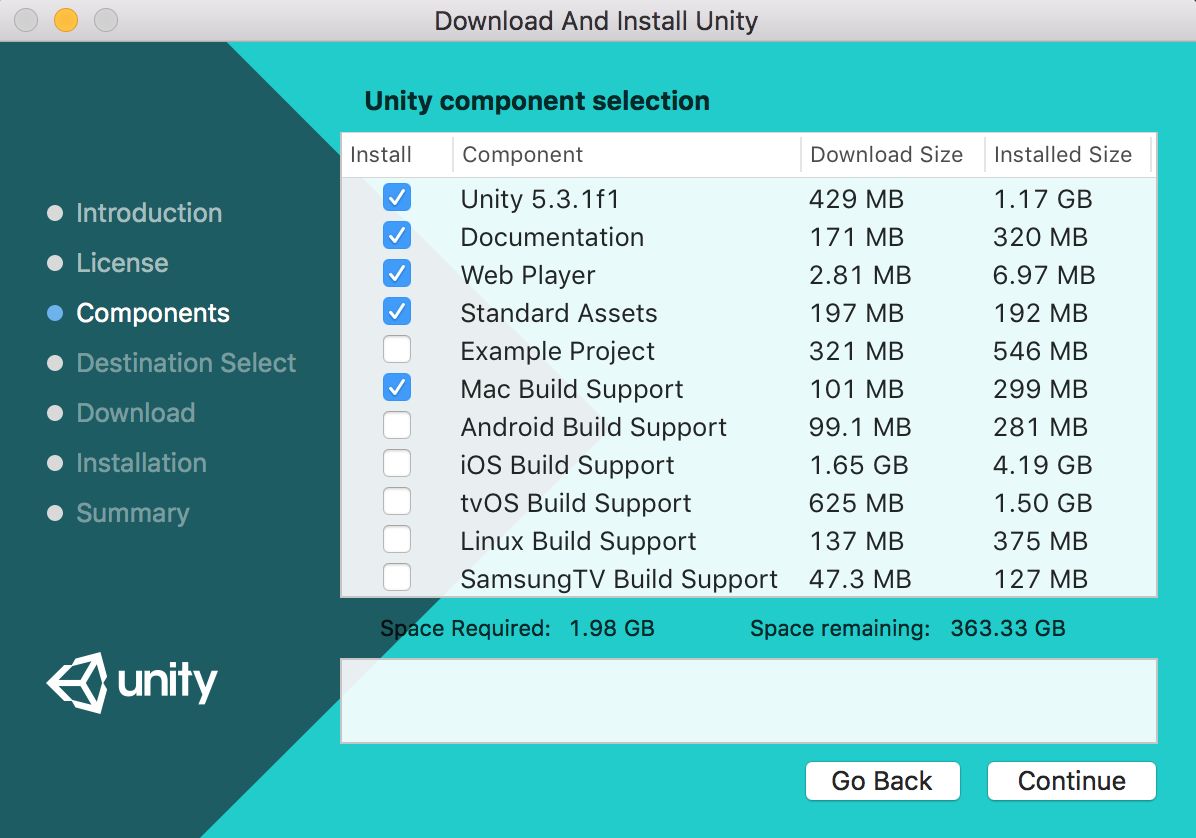 Download And Install Unity
Unity component selection
Introduction
License
Components
Destination Select
Download
Installation
Summary
unity
Install Component Download Size Installed Size
Unity 5.3.1f1 429 MB 1.17 GB
Documentation 171 MB 320 MB
Web Player 2.81 MB 6.97 MB
Standard Assets 197 MB 192 MB
Example Project 321 MB 546 MB
Mac Build Support 101 MB 299 MB
Android Build Support 99.1 MB 281 MB
iOS Build Support 1.65 GB 4.19 GB
tvOS Build Support 625 MB 1.50 GB
Linux Build Support 137 MB 375 MB
SamsungTV Build Support 47.3 MB 127 MB
Space Required: 1.98 GB Space remaining: 363.33 GB
Go Back Continue